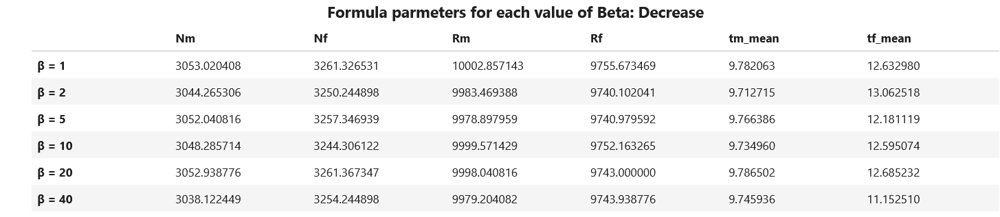 Formula parmeters for each value of Beta: Decrease
Nm Nf Rm Rf tm_mean tf_mean
β = 1 3053.020408 3261.326531 10002.857143 9755.673469 9.782063 12.632980
β = 2 3044.265306 3250.244898 9983.469388 9740.102041 9.712715 13.062518
β = 5 3052.040816 3257.346939 9978.897959 9740.979592 9.766386 12.181119
β = 10 3048.285714 3244.306122 9999.571429 9752.163265 9.734960 12.595074
β = 20 3052.938776 3261.367347 9998.040816 9743.000000 9.786502 12.685232
β = 40 3038.122449 3254.244898 9979.204082 9743.938776 9.745936 11.152510